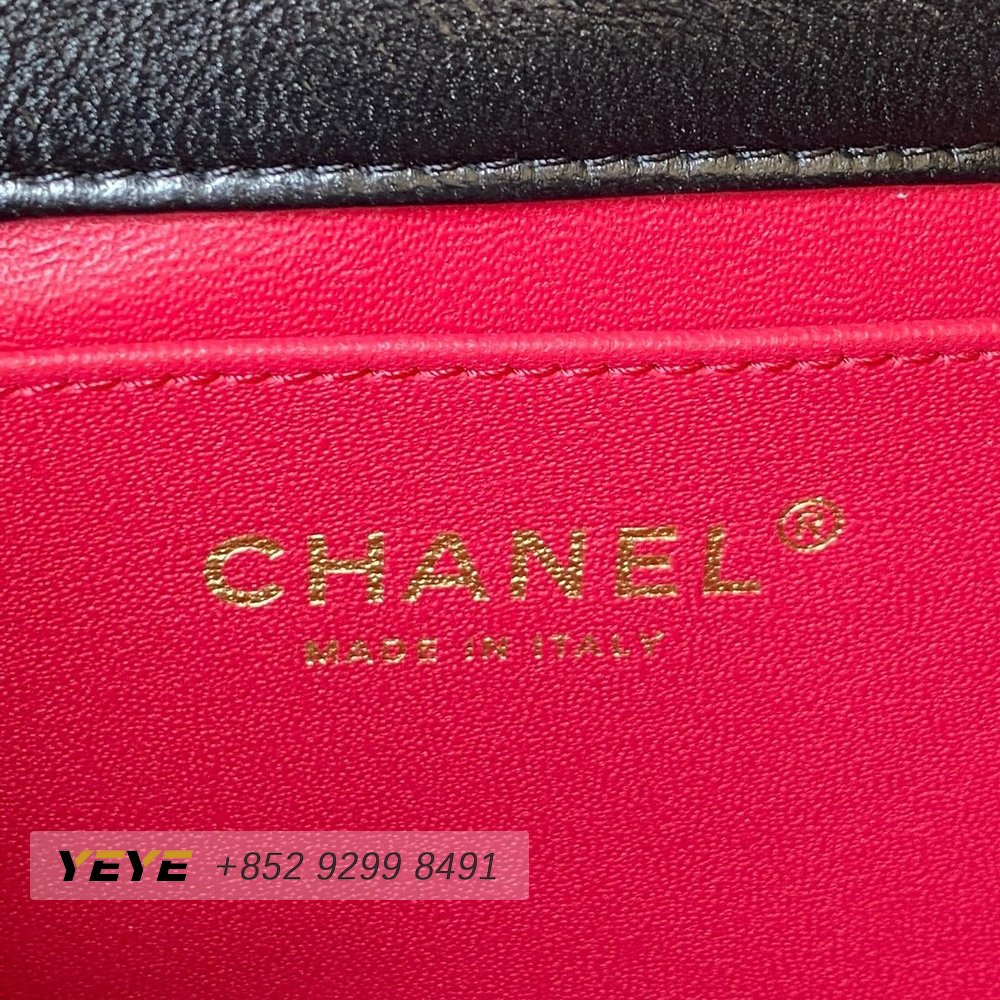 CHANEL®
MADE IN ITALY
YEYE +852 9299 8491